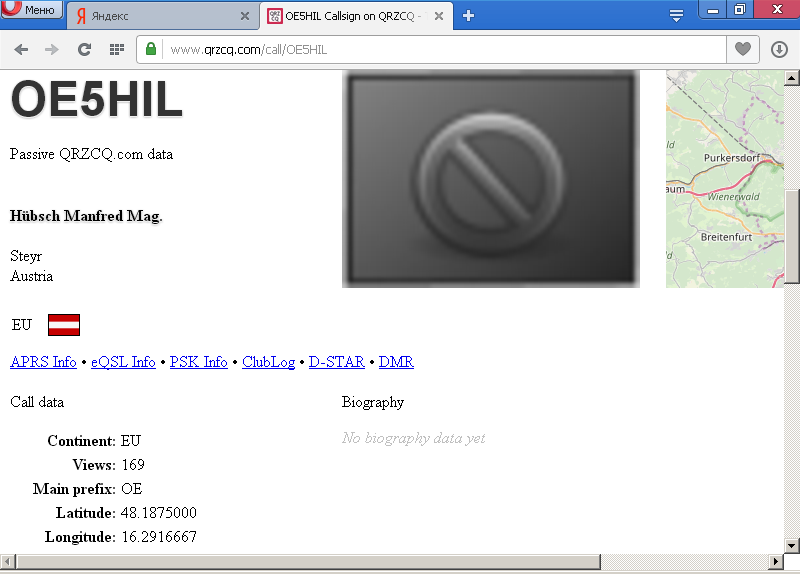 Меню
Яндекс
OE5HIL Callsign on QRZCQ -
www.qrzcq.com/call/OE5HIL
OE5HIL
Passive QRZCQ.com data
Hübsch Manfred Mag.
Steyr
Austria
EU
APRS Info • eQSL Info • PSK Info • ClubLog • D-STAR • DMR
Call data
Continent: EU
Views: 169
Main prefix: OE
Latitude: 48.1875000
Longitude: 16.2916667
Biography
No biography data yet
ld
Purkersdorf
aum
Wienerwald
Breitenfurt
ld